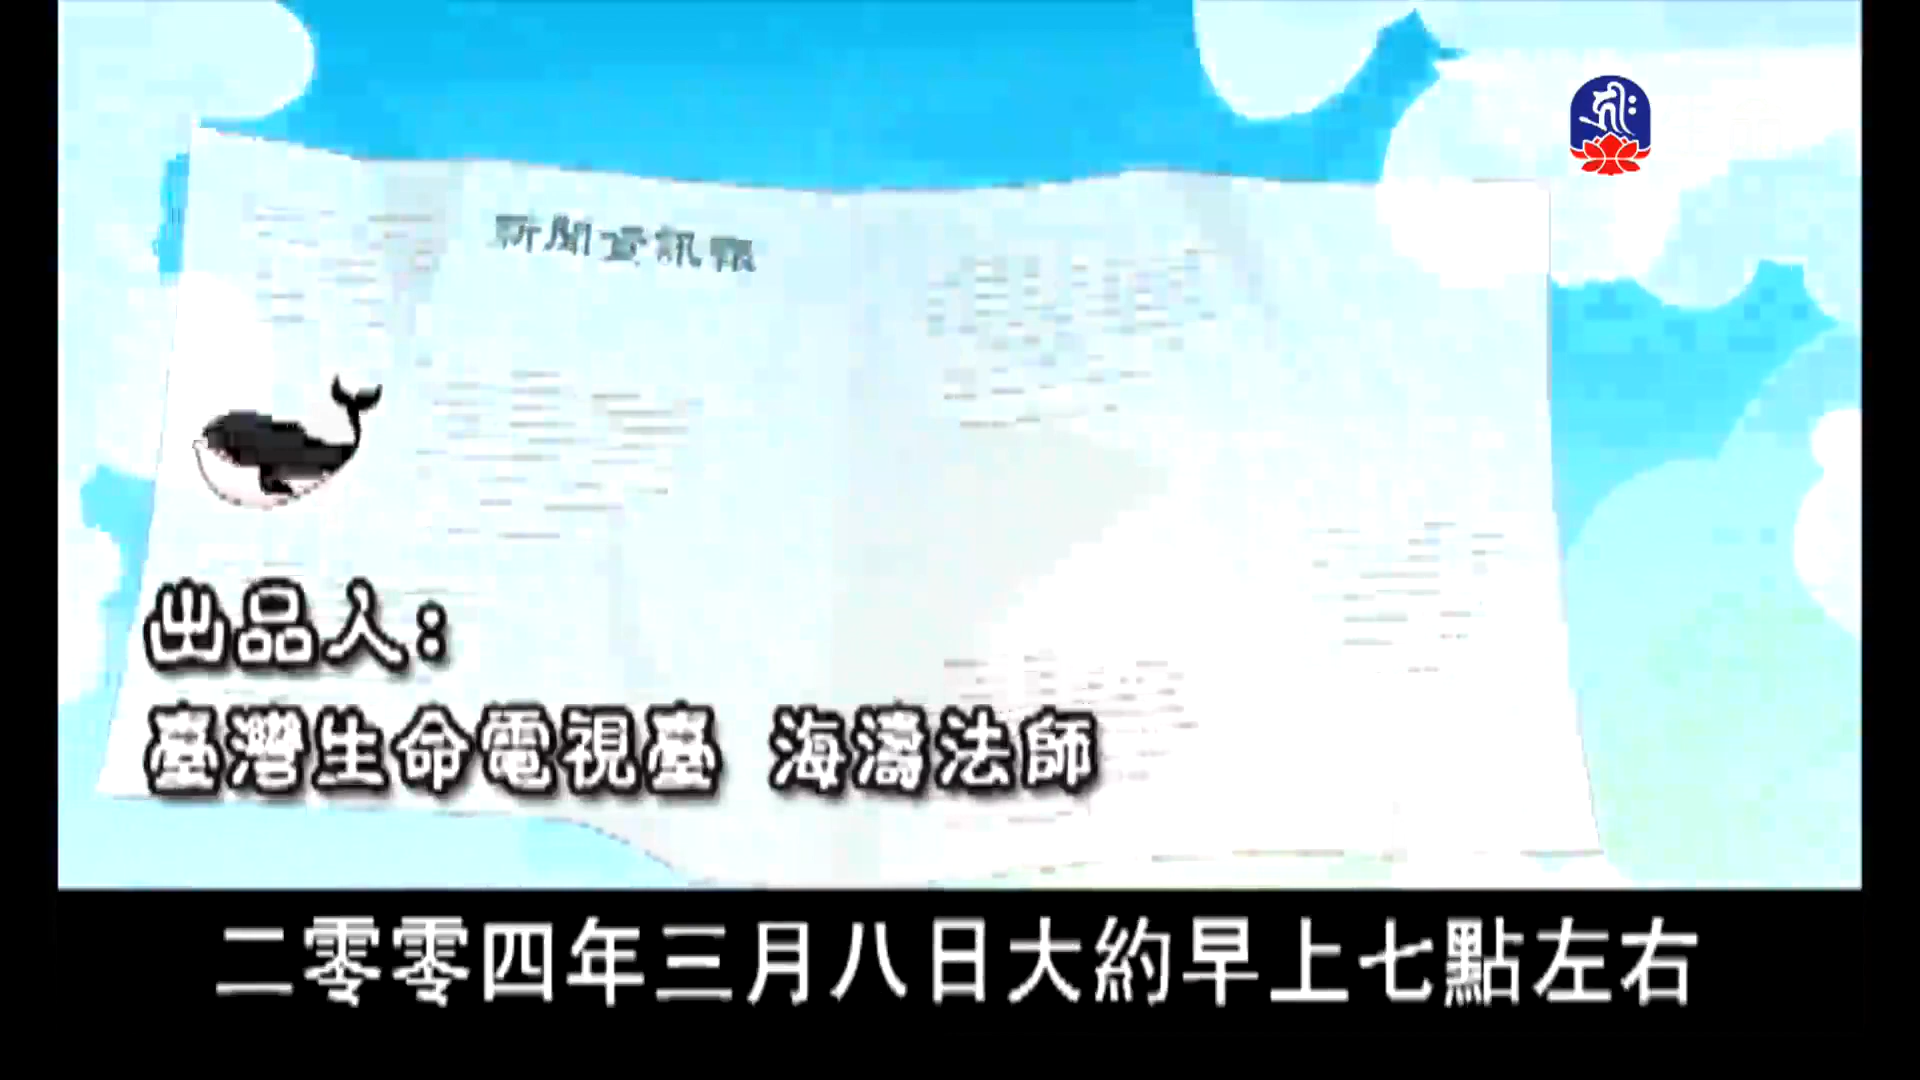 新聞資訊報
出品人:
臺灣生命電視臺 海濤法師
二零零四年三月八日大約早上七點左右